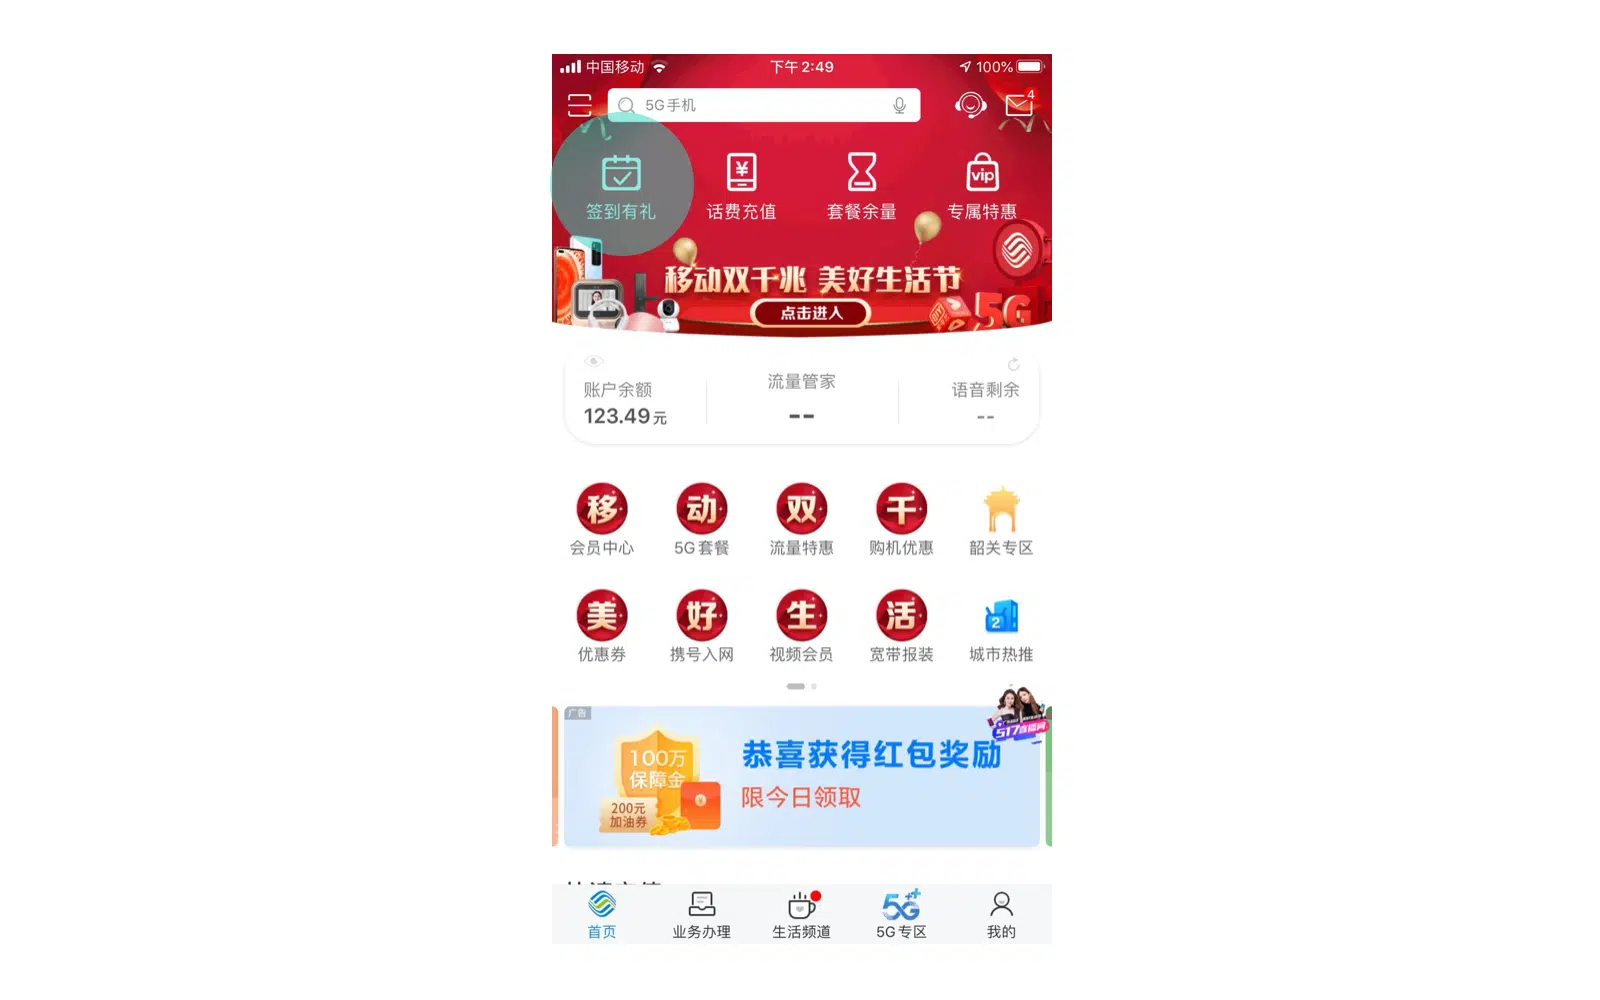 中国移动
下午2:49
100%
5G手机
4
签到有礼
¥
话费充值
套餐余量
vip
专属特惠
移动双千兆 美好生活节
点击进入
5G
账户余额
123.49元
流量管家
--
语音剩余
--
移
动
双
千
会员中心
5G套餐
流量特惠
购机优惠
韶关专区
美
好
生
活
2
优惠券
携号入网
视频会员
宽带报装
城市热推
广告
517直播间
100万
保障金
200元
加油券
恭喜获得红包奖励
限今日领取
5G++
首页
业务办理
生活频道
5G专区
我的